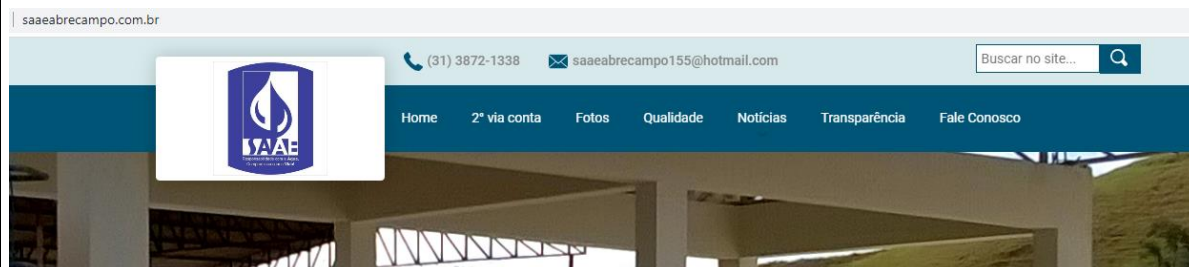 saaeabrecampo.com.br
(31) 3872-1338 saaeabrecampo155@hotmail.com Buscar no site...
SAAE
Home 2ª via conta Fotos Qualidade Notícias Transparência Fale Conosco